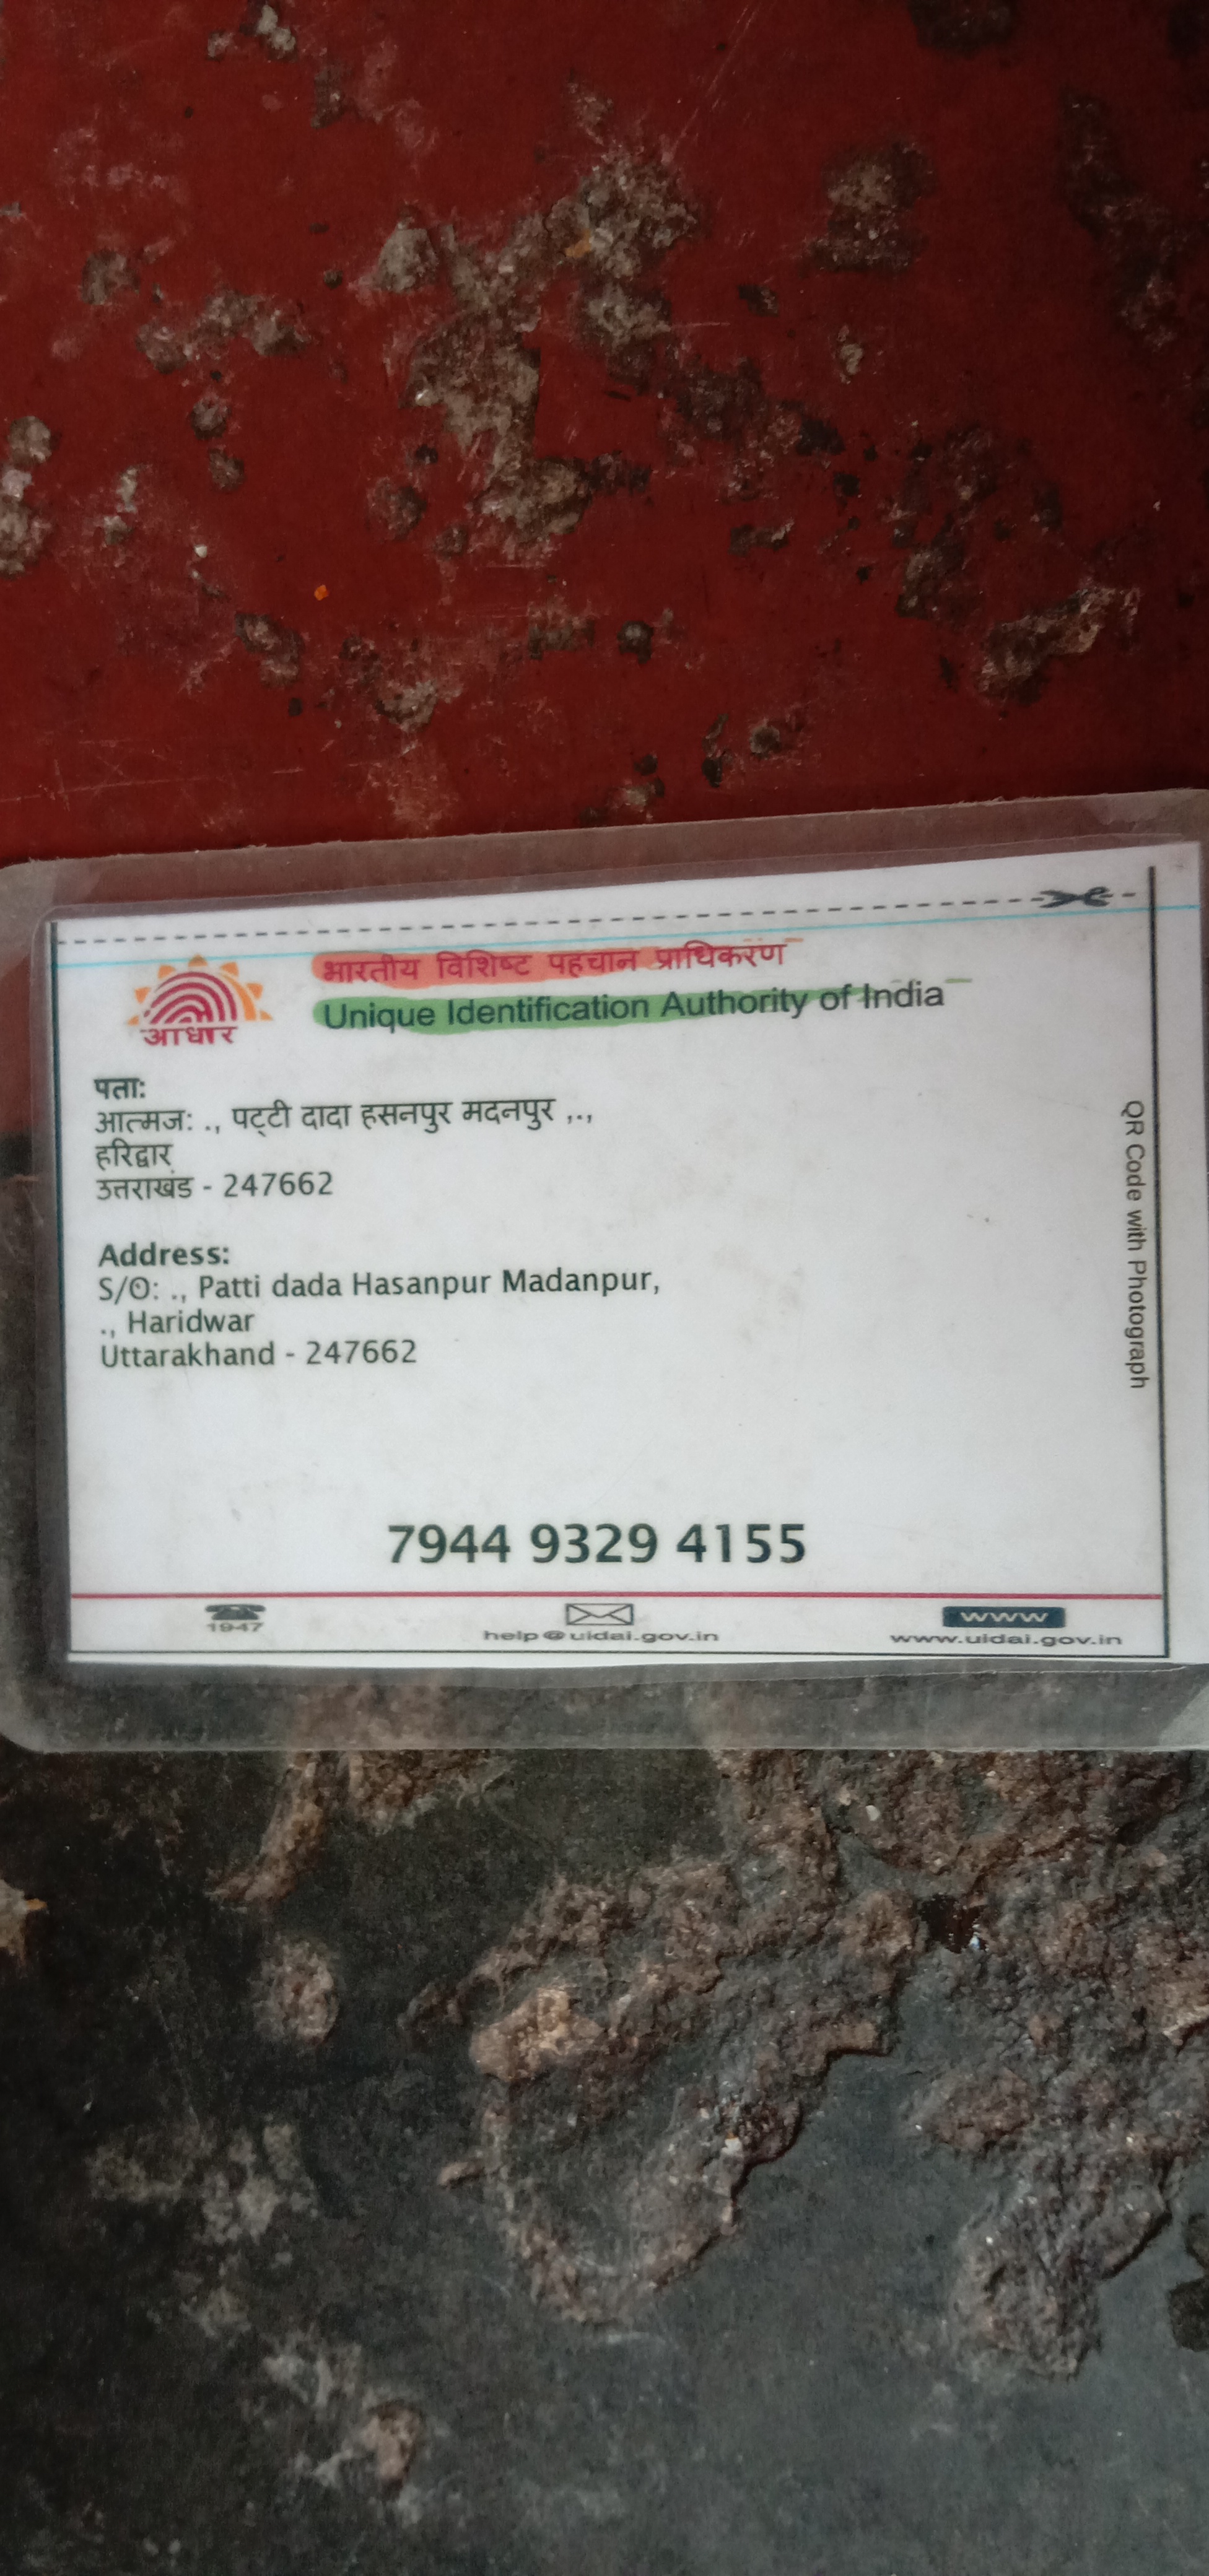 भारतीय विशिष्ट पहचान प्राधिकरण
Unique Identification Authority of India
आधार
पता:
आत्मज: ., पट्टी दादा हसनपुर मदनपुर ,.,
हरिद्वार
उत्तराखंड - 247662
Address:
S/O: ., Patti dada Hasanpur Madanpur,
., Haridwar
Uttarakhand - 247662
QR Code with Photograph
7944 9329 4155
1947
help@uidai.gov.in
www
www.uidai.gov.in